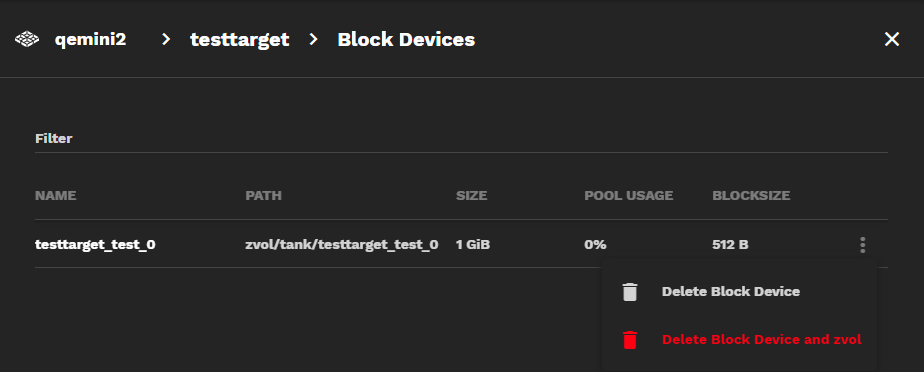 qemini2 > testtarget > Block Devices
Filter
NAME PATH SIZE POOL USAGE BLOCKSIZE
testtarget_test_0 zvol/tank/testtarget_test_0 1 GiB 0% 512 B
Delete Block Device
Delete Block Device and zvol